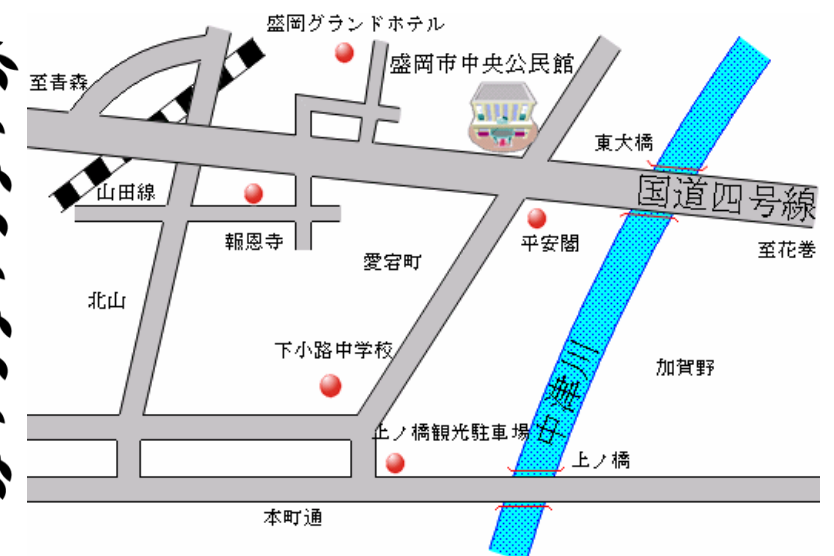 盛岡グランドホテル
盛岡市中央公民館
至青森
東大橋
山田線
国道四号線
報恩寺
平安閣
至花巻
愛宕町
北山
下小路中学校
加賀野
中津川
上ノ橋観光駐車場
上ノ橋
本町通